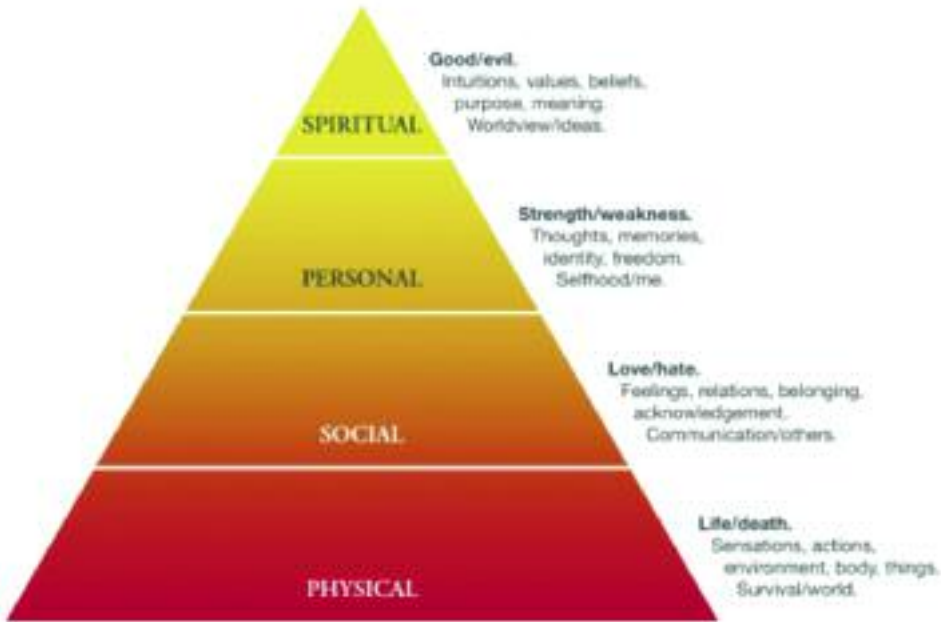 Good/evil.
Intuitions, values, beliefs,
purpose, meaning.
Worldview/ideas.
SPIRITUAL
Strength/weakness.
Thoughts, memories,
identity, freedom.
Selfhood/me.
PERSONAL
Love/hate.
Feelings, relations, belonging,
acknowledgement.
Communication/others.
SOCIAL
Life/death.
Sensations, actions,
environment, body, things.
Survival/world.
PHYSICAL